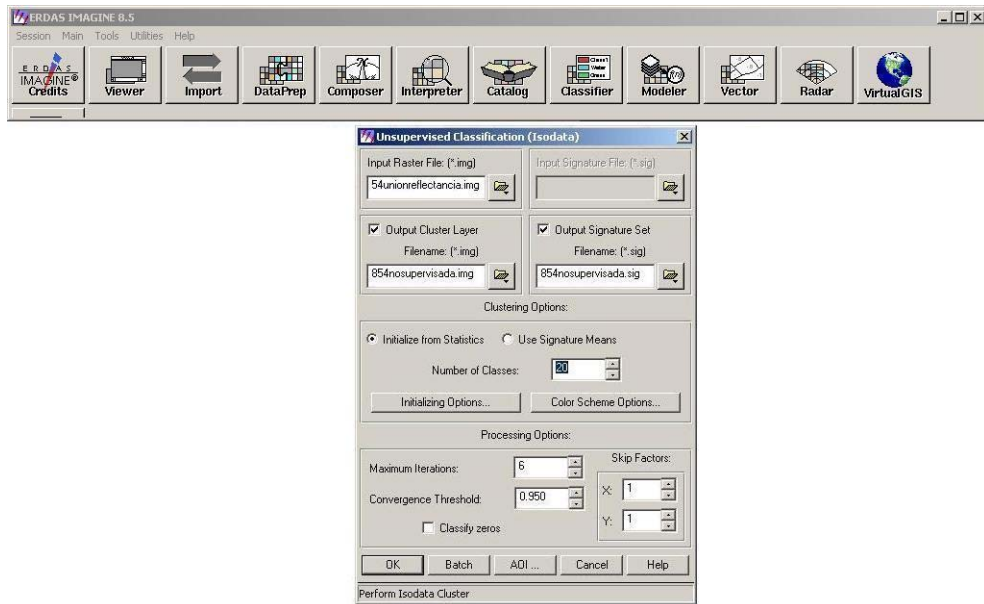 ERDAS IMAGINE 8.5
Session Main Tools Utilities Help
ERDAS
IMAGINE®
Credits
Viewer
Import
DataPrep
Composer
Interpreter
Catalog
Class1
Water
Grass
Classifier
f(x)
Modeler
Vector
Radar
VirtualGIS
Unsupervised Classification (Isodata)
Input Raster File: (*.img)
Input Signature File: (*.sig)
54unionreflectancia.img
Output Cluster Layer
Output Signature Set
Filename: (*.img)
Filename: (*.sig)
854nosupervisada.img
854nosupervisada.sig
Clustering Options:
Initialize from Statistics
Use Signature Means
Number of Classes: 20
Initializing Options...
Color Scheme Options...
Processing Options:
Maximum Iterations: 6
Skip Factors:
Convergence Threshold: 0.950
X: 1
Y: 1
Classify zeros
OK
Batch
AOI ...
Cancel
Help
Perform Isodata Cluster